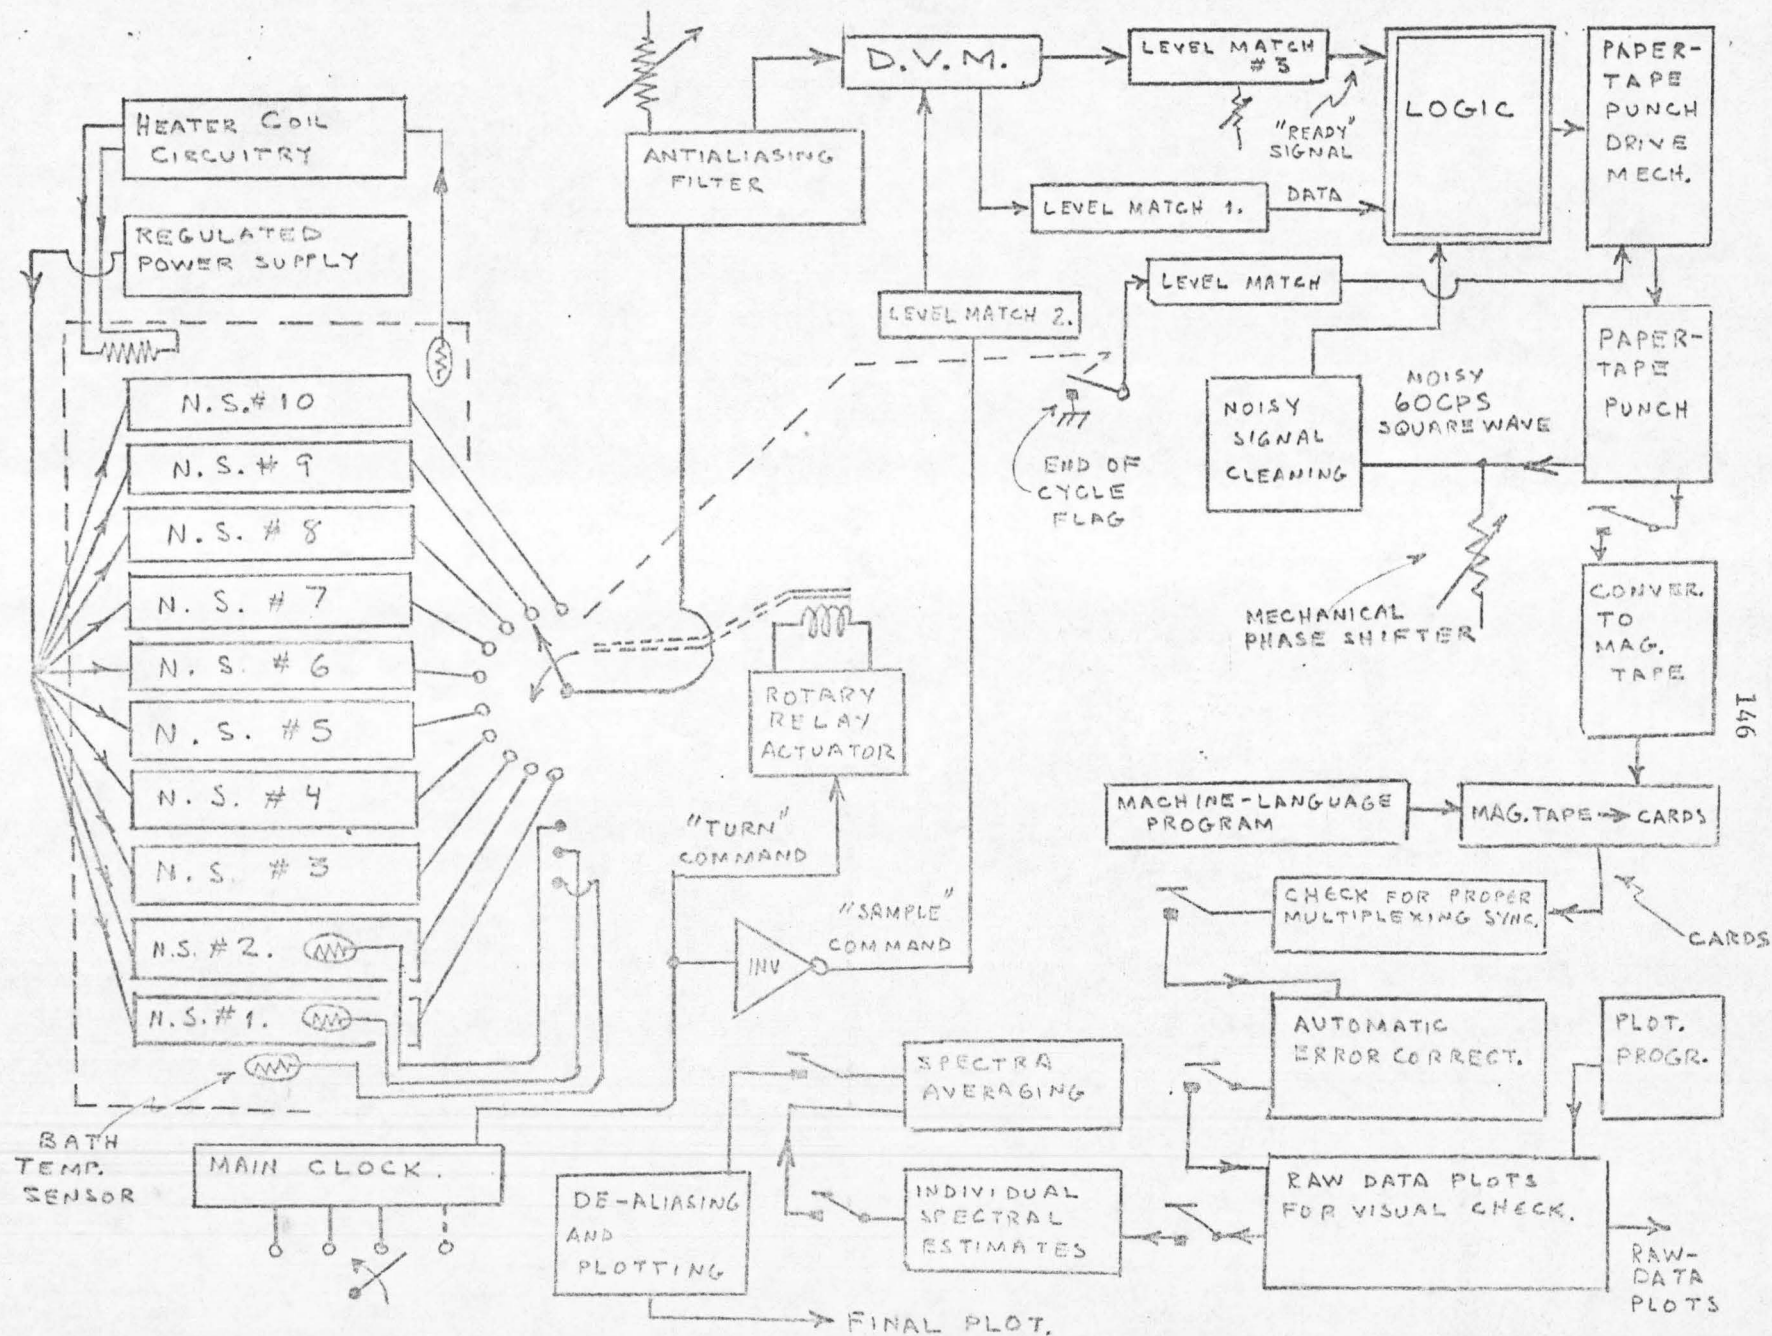 HEATER COIL
CIRCUITRY
REGULATED
POWER SUPPLY
N.S.# 10
N.S. # 9
N.S. # 8
N. S. # 7
N. S. # 6
N. S. # 5
N. S. # 4
N. S. # 3
N.S. # 2.
N.S. # 1.
BATH
TEMP.
SENSOR
MAIN CLOCK.
ANTIALIASING
FILTER
D.V.M.
LEVEL MATCH
# 3
"READY"
SIGNAL
LEVEL MATCH 1.
DATA
LOGIC
PAPER-
TAPE
PUNCH
DRIVE
MECH.
LEVEL MATCH 2.
LEVEL MATCH
END OF
CYCLE
FLAG
NOISY
SIGNAL
CLEANING
NOISY
60CPS
SQUARE WAVE
PAPER-
TAPE
PUNCH
MECHANICAL
PHASE SHIFTER
CONVER.
TO
MAG.
TAPE
146
ROTARY
RELAY
ACTUATOR
"TURN"
COMMAND
INV
"SAMPLE"
COMMAND
MACHINE-LANGUAGE
PROGRAM
MAG.TAPE → CARDS
CHECK FOR PROPER
MULTIPLEXING SYNC.
CARDS
AUTOMATIC
ERROR CORRECT.
PLOT.
PROGR.
SPECTRA
AVERAGING
DE-ALIASING
AND
PLOTTING
INDIVIDUAL
SPECTRAL
ESTIMATES
RAW DATA PLOTS
FOR VISUAL CHECK.
RAW-
DATA
PLOTS
FINAL PLOT.